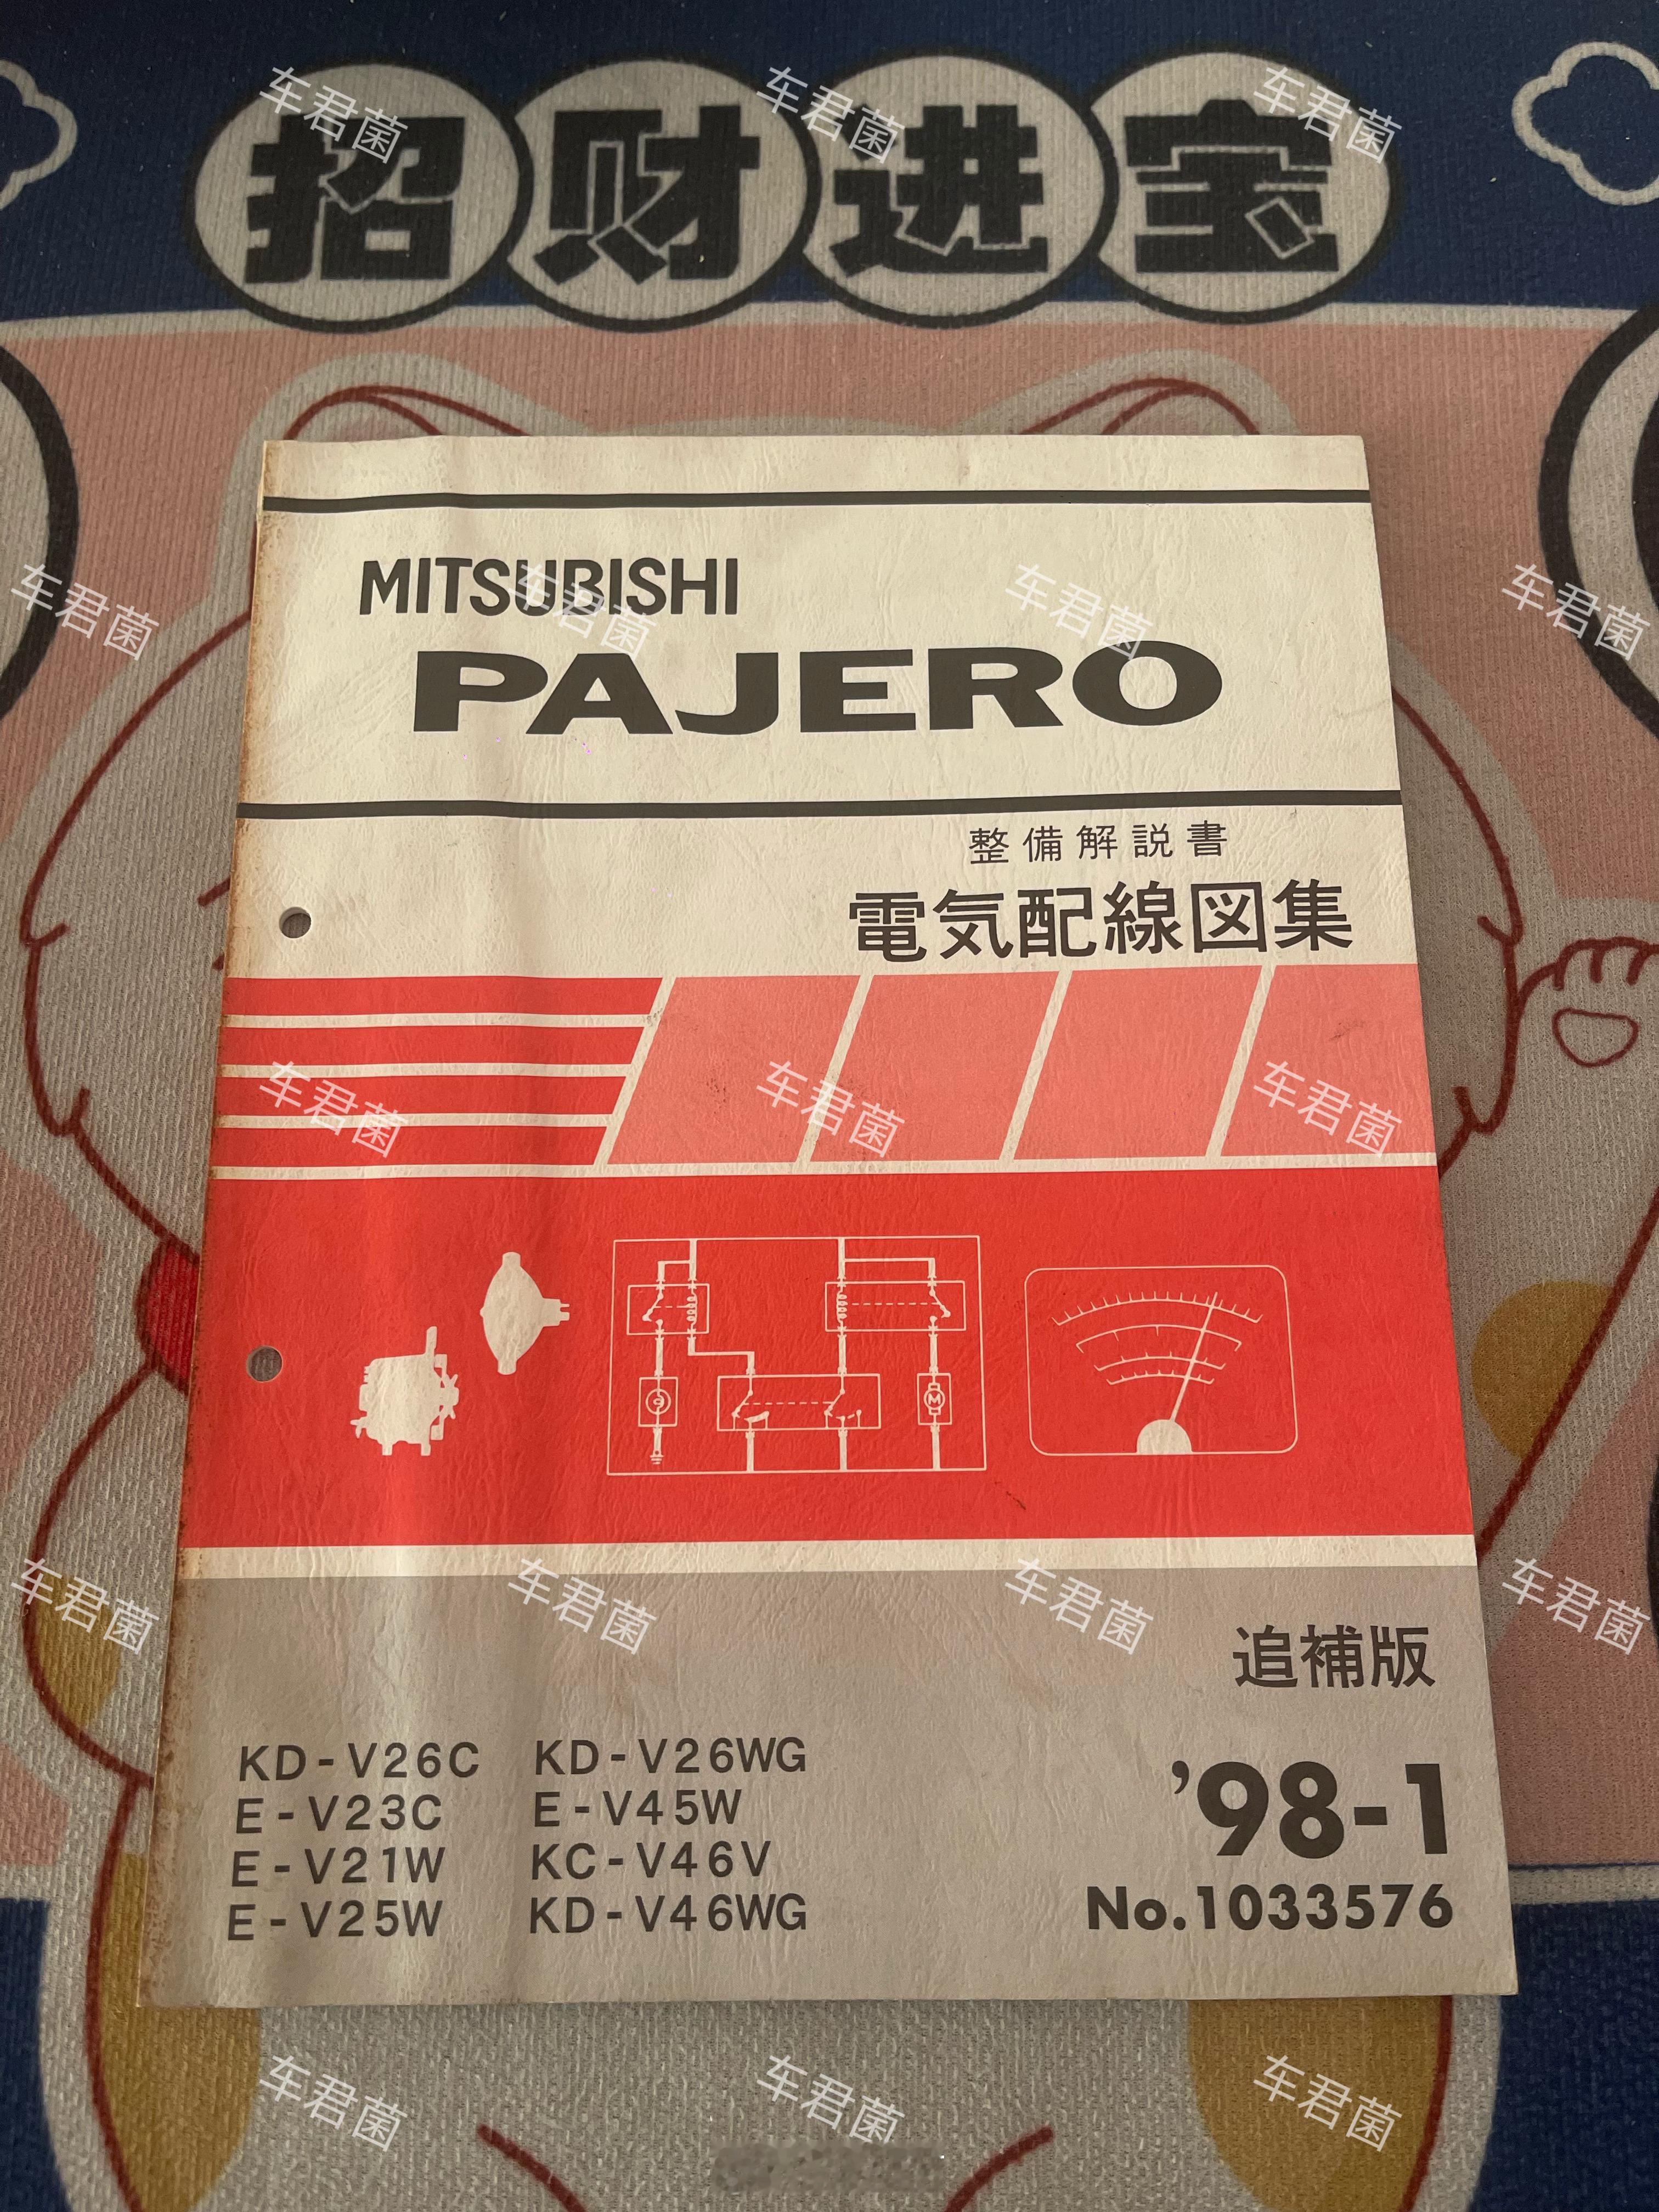 招财进宝
MITSUBISHI
PAJERO
整備解説書
電気配線図集
M
追補版
KD-V26C KD-V26WG
E-V23C E-V45W
E-V21W KC-V46V
E-V25W KD-V46WG
'98-1
No.1033576
车君菌